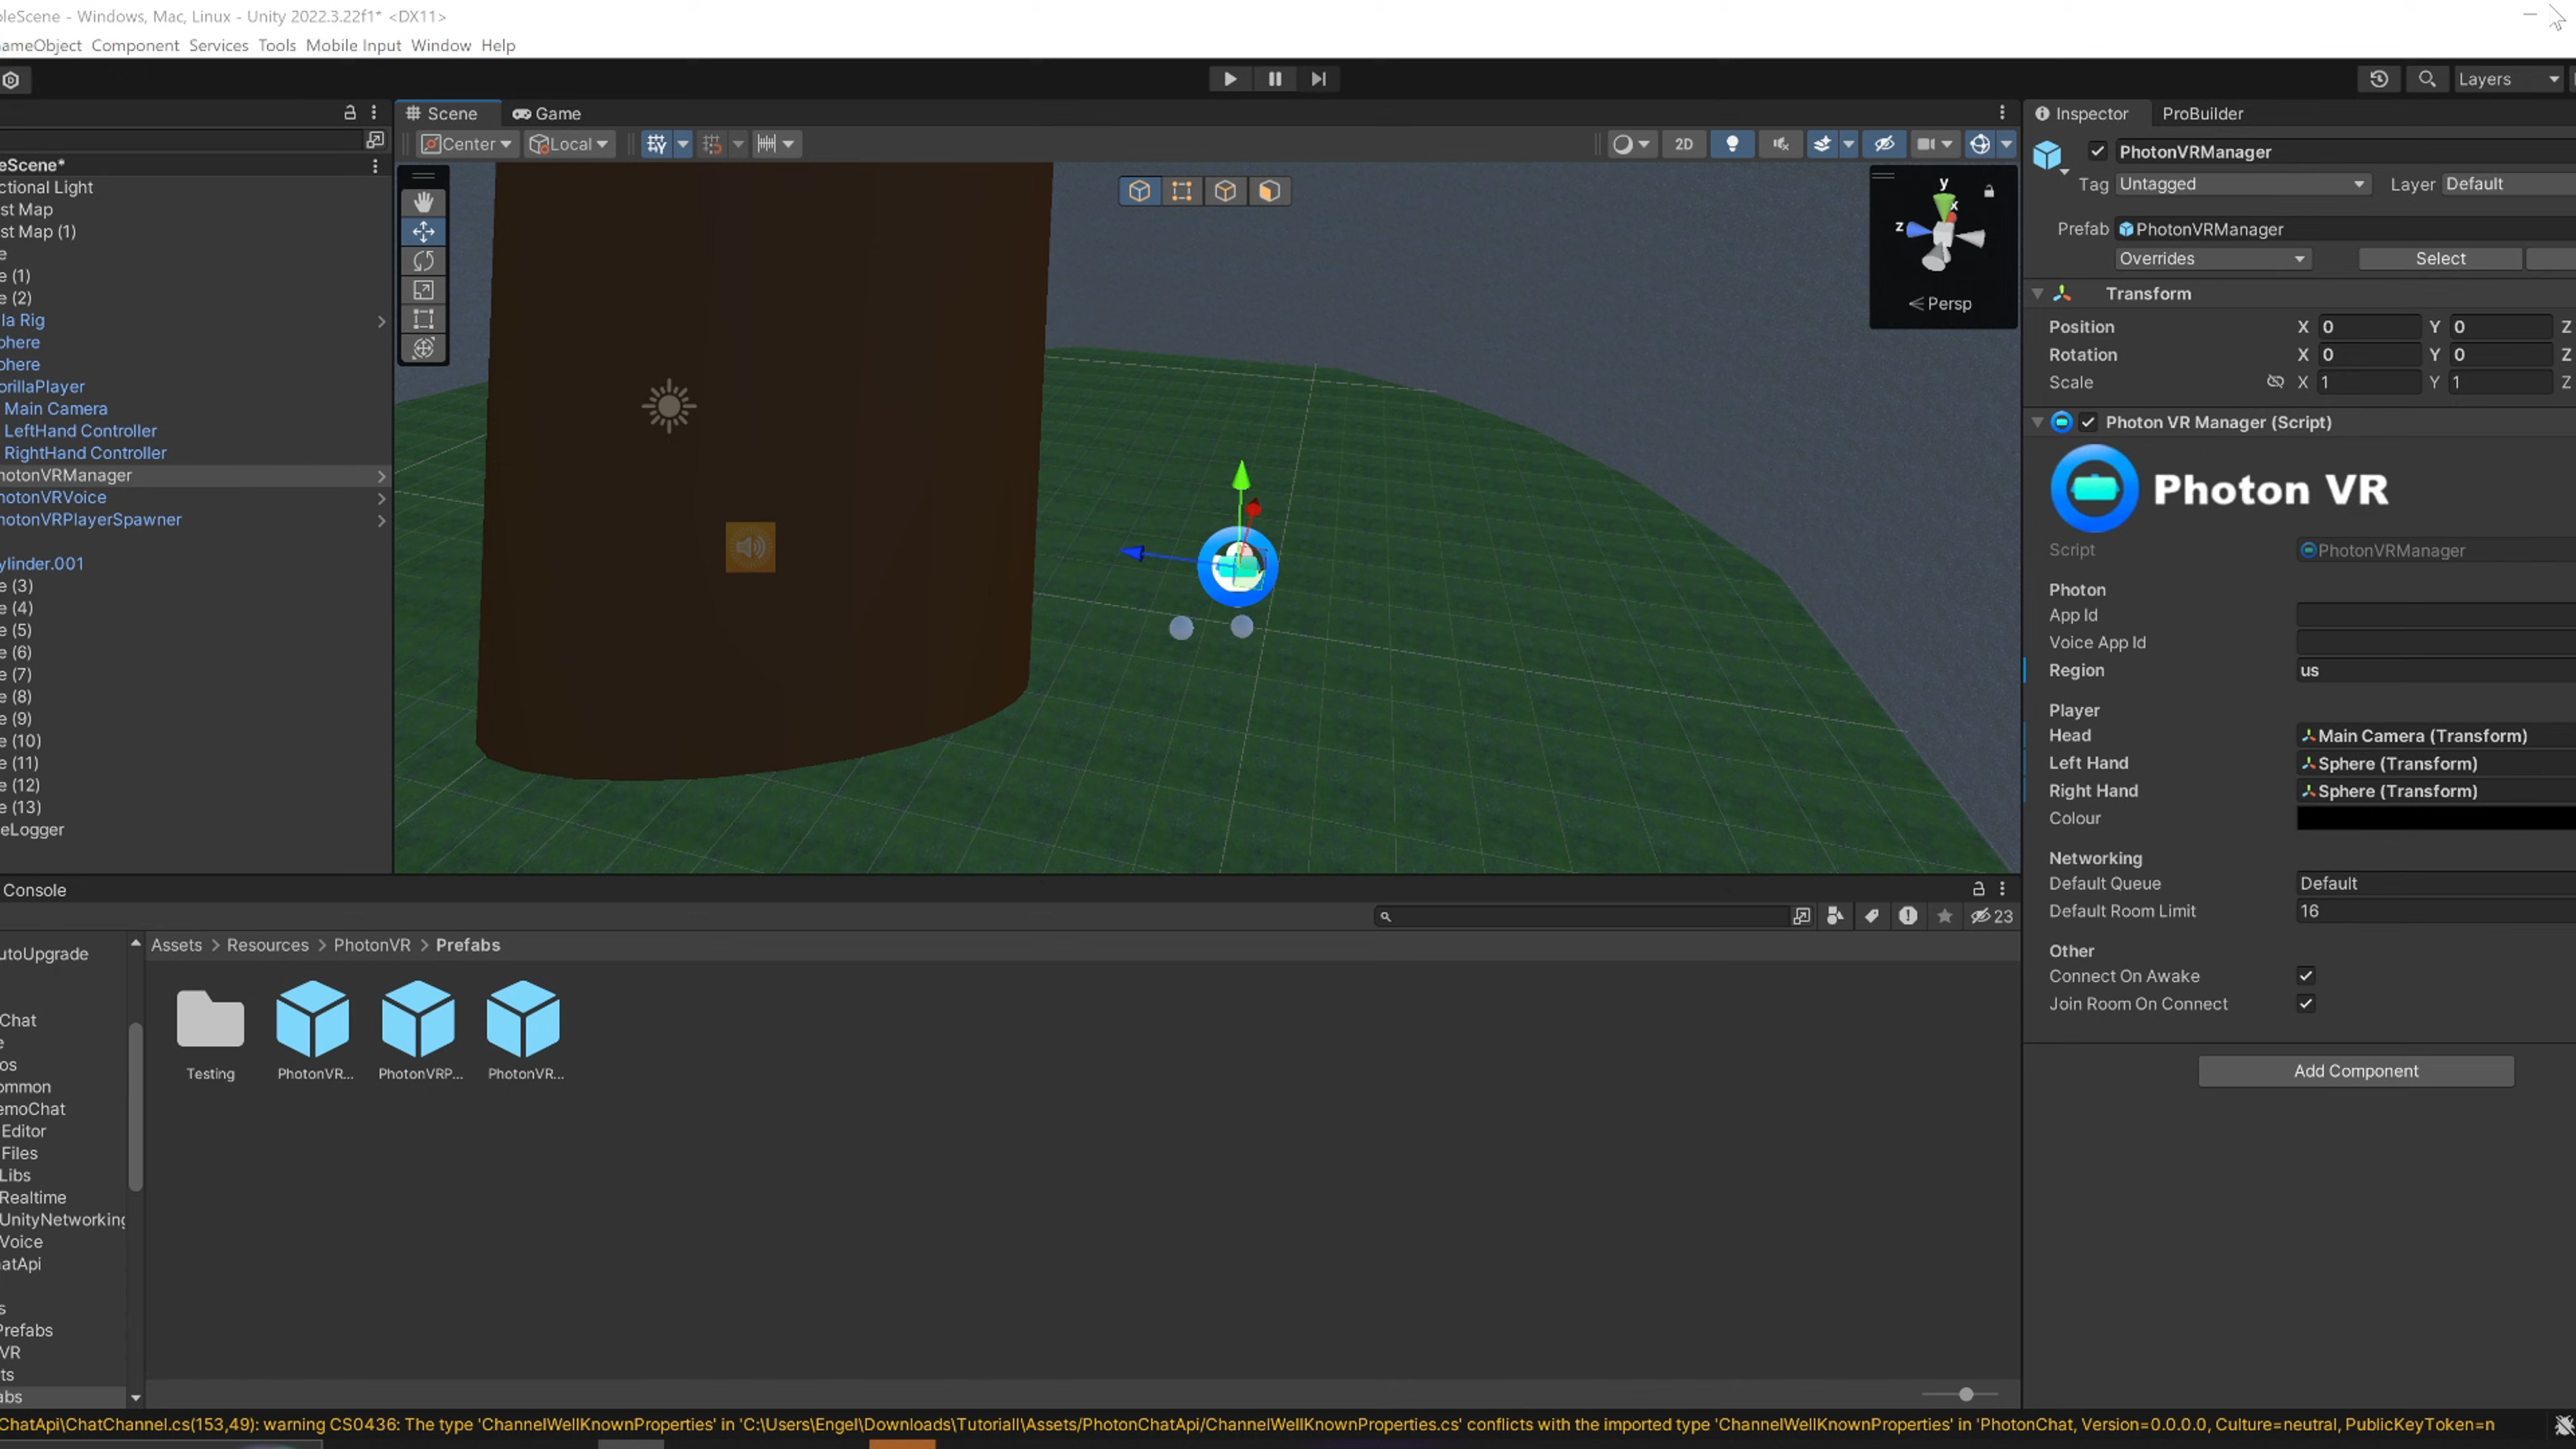 oleScene - Windows, Mac, Linux - Unity 2022.3.22f1* <DX11>
ameObject Component Services Tools Mobile Input Window Help
Layers
Scene Game
Inspector ProBuilder
Center Local 2D
PhotonVRManager
Tag Untagged Layer Default
Prefab PhotonVRManager
Overrides Select
Transform
Position X 0 Y 0 Z
Rotation X 0 Y 0 Z
Scale X 1 Y 1 Z
Photon VR Manager (Script)
Photon VR
Script PhotonVRManager
Photon
App Id
Voice App Id
Region us
Player
Head Main Camera (Transform)
Left Hand Sphere (Transform)
Right Hand Sphere (Transform)
Colour
Networking
Default Queue Default
Default Room Limit 16
Other
Connect On Awake
Join Room On Connect
Add Component
eScene*
ctional Light
st Map
st Map (1)
e
e (1)
e (2)
la Rig
phere
phere
orillaPlayer
Main Camera
LeftHand Controller
RightHand Controller
hotonVRManager
hotonVRVoice
hotonVRPlayerSpawner
ylinder.001
e (3)
e (4)
e (5)
e (6)
e (7)
e (8)
e (9)
e (10)
e (11)
e (12)
e (13)
eLogger
y
x
z
Persp
Console
23
Assets > Resources > PhotonVR > Prefabs
Testing PhotonVR... PhotonVRP... PhotonVR...
utoUpgrade
Chat
e
os
ommon
emoChat
Editor
Files
Libs
Realtime
UnityNetworking
Voice
atApi
s
Prefabs
VR
ts
abs
ChatApi\ChatChannel.cs(153,49): warning CS0436: The type 'ChannelWellKnownProperties' in 'C:\Users\Engel\Downloads\Tutoriall\Assets/PhotonChatApi/ChannelWellKnownProperties.cs' conflicts with the imported type 'ChannelWellKnownProperties' in 'PhotonChat, Version=0.0.0.0, Culture=neutral, PublicKeyToken=n